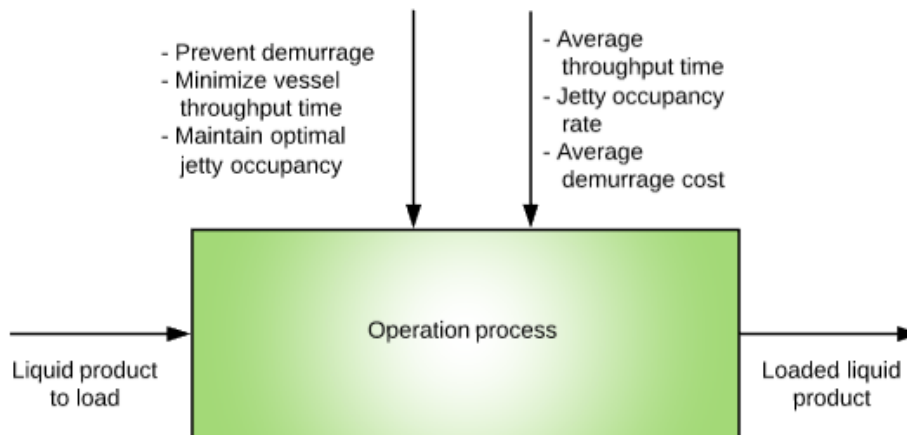 - Prevent demurrage
- Minimize vessel
throughput time
- Maintain optimal
jetty occupancy
- Average
throughput time
- Jetty occupancy
rate
- Average
demurrage cost
Operation process
Liquid product
to load
Loaded liquid
product